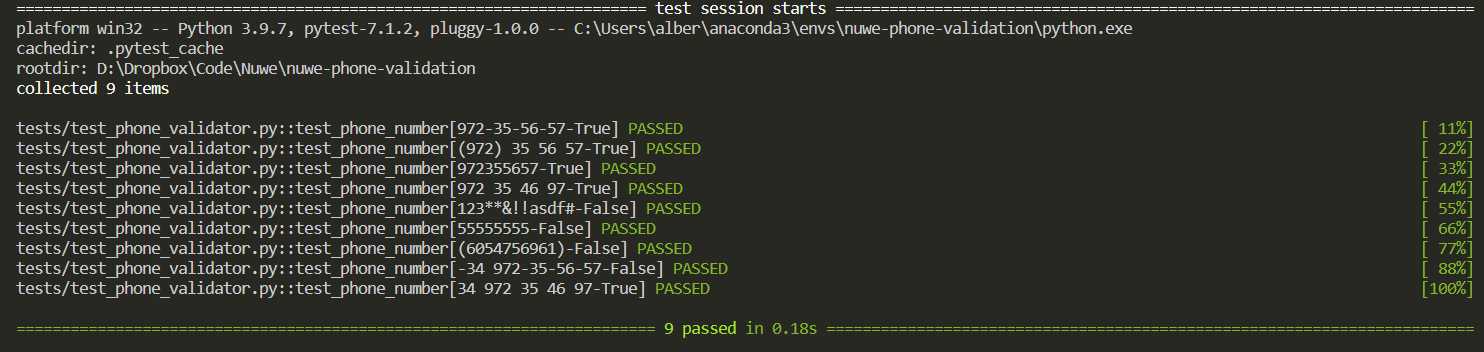 ======================================================================= test session starts =======================================================================
platform win32 -- Python 3.9.7, pytest-7.1.2, pluggy-1.0.0 -- C:\Users\alber\anaconda3\envs\nuwe-phone-validation\python.exe
cachedir: .pytest_cache
rootdir: D:\Dropbox\Code\Nuwe\nuwe-phone-validation
collected 9 items
tests/test_phone_validator.py::test_phone_number[972-35-56-57-True] PASSED [ 11%]
tests/test_phone_validator.py::test_phone_number[(972) 35 56 57-True] PASSED [ 22%]
tests/test_phone_validator.py::test_phone_number[972355657-True] PASSED [ 33%]
tests/test_phone_validator.py::test_phone_number[972 35 46 97-True] PASSED [ 44%]
tests/test_phone_validator.py::test_phone_number[123**&!!asdf#-False] PASSED [ 55%]
tests/test_phone_validator.py::test_phone_number[55555555-False] PASSED [ 66%]
tests/test_phone_validator.py::test_phone_number[(6054756961)-False] PASSED [ 77%]
tests/test_phone_validator.py::test_phone_number[-34 972-35-56-57-False] PASSED [ 88%]
tests/test_phone_validator.py::test_phone_number[34 972 35 46 97-True] PASSED [100%]
======================================================================== 9 passed in 0.18s ========================================================================